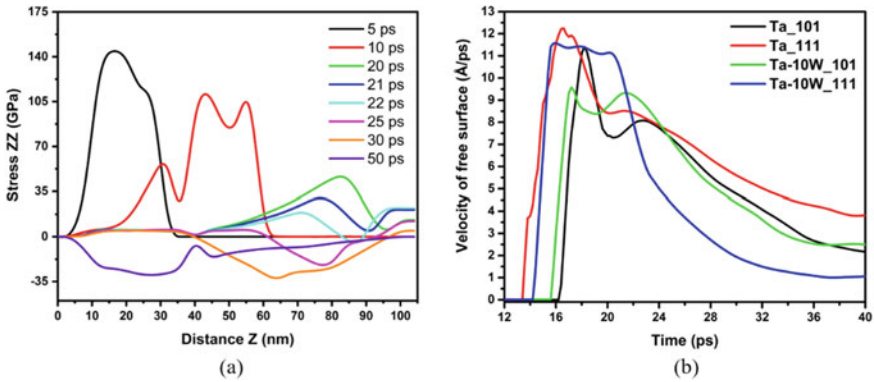 175
140
105
70
35
0
-35
Stress ZZ (GPa)
5 ps
10 ps
20 ps
21 ps
22 ps
25 ps
30 ps
50 ps
0 10 20 30 40 50 60 70 80 90 100
Distance Z (nm)
(a)
13
12
11
10
9
8
7
6
5
4
3
2
1
0
Velocity of free surface (Å/ps)
Ta_101
Ta_111
Ta-10W_101
Ta-10W_111
12 16 20 24 28 32 36 40
Time (ps)
(b)